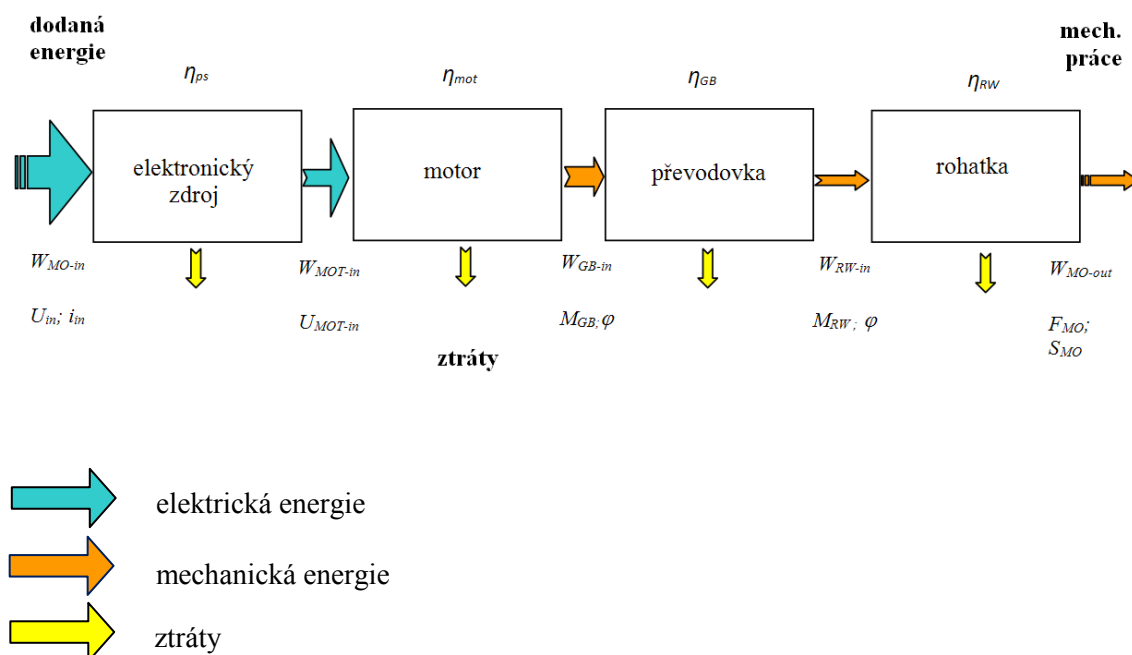 dodaná
energie
mech.
práce
ηps
ηmot
ηGB
ηRW
elektronický
zdroj
motor
převodovka
rohatka
WMO-in
WMOT-in
WGB-in
WRW-in
WMO-out
Uin; iin
UMOT-in
MGB; φ
MRW ; φ
FMO;
SMO
ztráty
elektrická energie
mechanická energie
ztráty